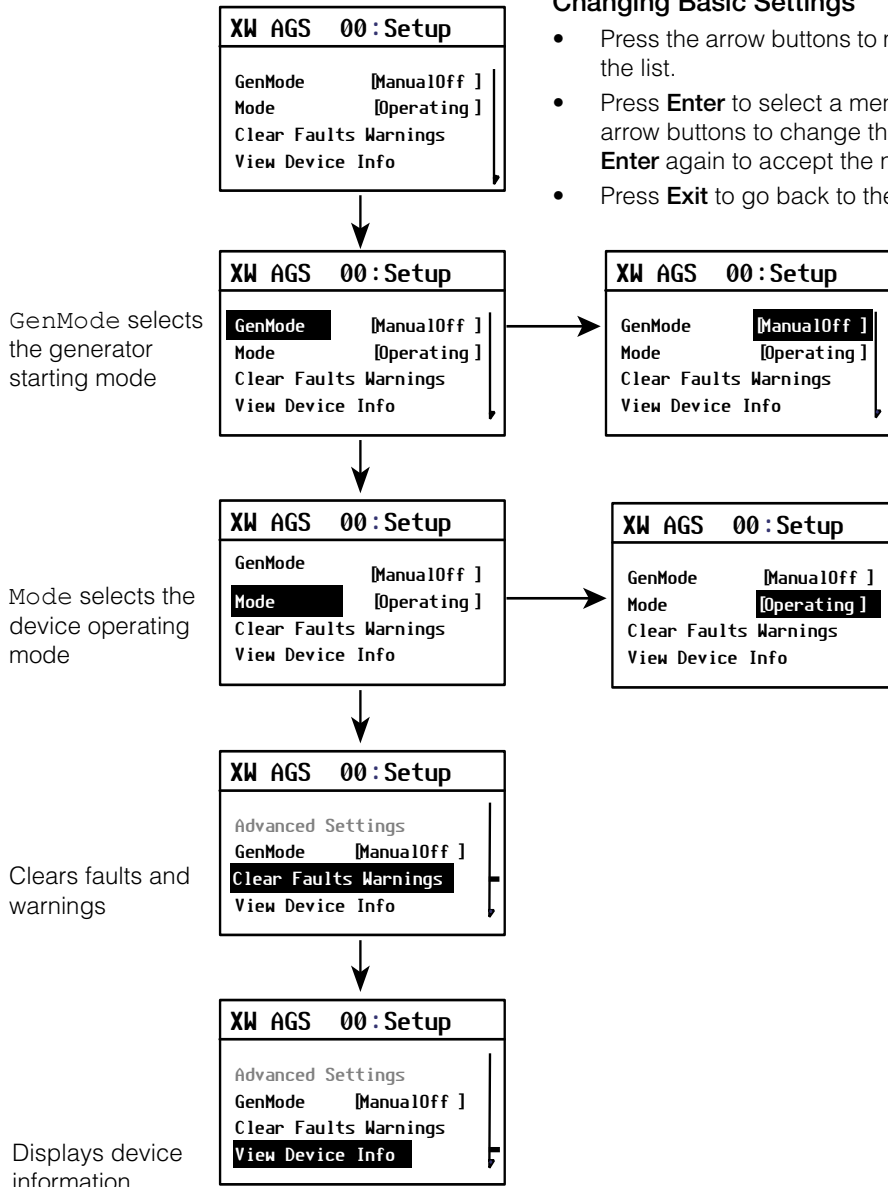 XW AGS 00:Setup
GenMode [ManualOff ]
Mode [Operating ]
Clear Faults Warnings
View Device Info
Changing Basic Settings
• Press the arrow buttons to
the list.
• Press Enter to select a
arrow buttons to change
Enter again to accept the
• Press Exit to go back to the
GenMode selects
the generator
starting mode
XW AGS 00:Setup
GenMode [ManualOff ]
Mode [Operating ]
Clear Faults Warnings
View Device Info
XW AGS 00:Setup
GenMode [ManualOff ]
Mode [Operating ]
Clear Faults Warnings
View Device Info
Mode selects the
device operating
mode
XW AGS 00:Setup
GenMode [ManualOff ]
Mode [Operating ]
Clear Faults Warnings
View Device Info
XW AGS 00:Setup
GenMode [ManualOff ]
Mode [Operating ]
Clear Faults Warnings
View Device Info
Clears faults and
warnings
XW AGS 00:Setup
Advanced Settings
GenMode [ManualOff ]
Clear Faults Warnings
View Device Info
Displays device
information
XW AGS 00:Setup
Advanced Settings
GenMode [ManualOff ]
Clear Faults Warnings
View Device Info